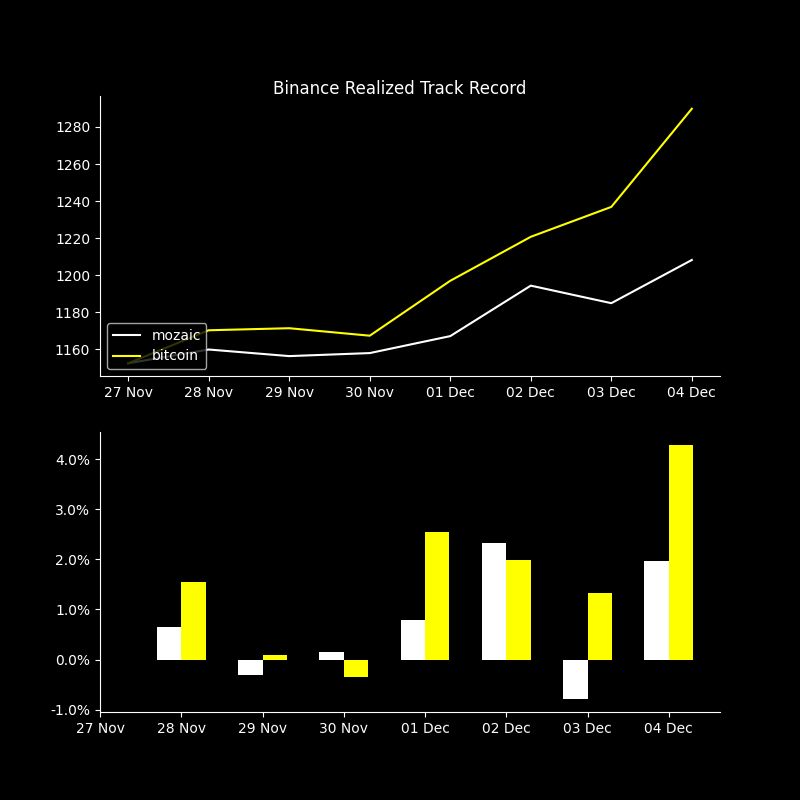 Binance Realized Track Record
1280
1260
1240
1220
1200
1180
1160
mozaic
bitcoin
27 Nov 28 Nov 29 Nov 30 Nov 01 Dec 02 Dec 03 Dec 04 Dec
4.0%
3.0%
2.0%
1.0%
0.0%
-1.0%
27 Nov 28 Nov 29 Nov 30 Nov 01 Dec 02 Dec 03 Dec 04 Dec